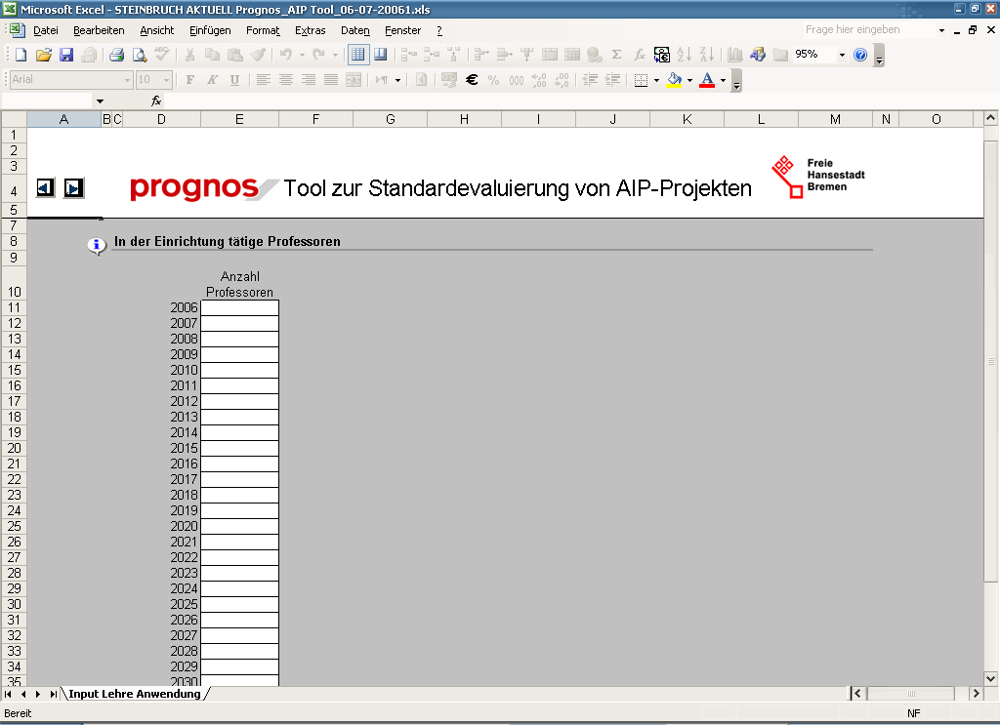 Microsoft Excel - STEINBRUCH AKTUELL Prognos_AIP Tool_06-07-20061.xls
Datei Bearbeiten Ansicht Einfügen Format Extras Daten Fenster ? Frage hier eingeben
95%
Arial 10 F K U € % 000
fx
A B C D E F G H I J K L M N O
1
2
3
4
5
prognos Tool zur Standardevaluierung von AIP-Projekten
Freie
Hansestadt
Bremen
7
8 In der Einrichtung tätige Professoren
9
Anzahl
10 Professoren
11 2006
12 2007
13 2008
14 2009
15 2010
16 2011
17 2012
18 2013
19 2014
20 2015
21 2016
22 2017
23 2018
24 2019
25 2020
26 2021
27 2022
28 2023
29 2024
30 2025
31 2026
32 2027
33 2028
34 2029
35 2030
Input Lehre Anwendung
Bereit NF